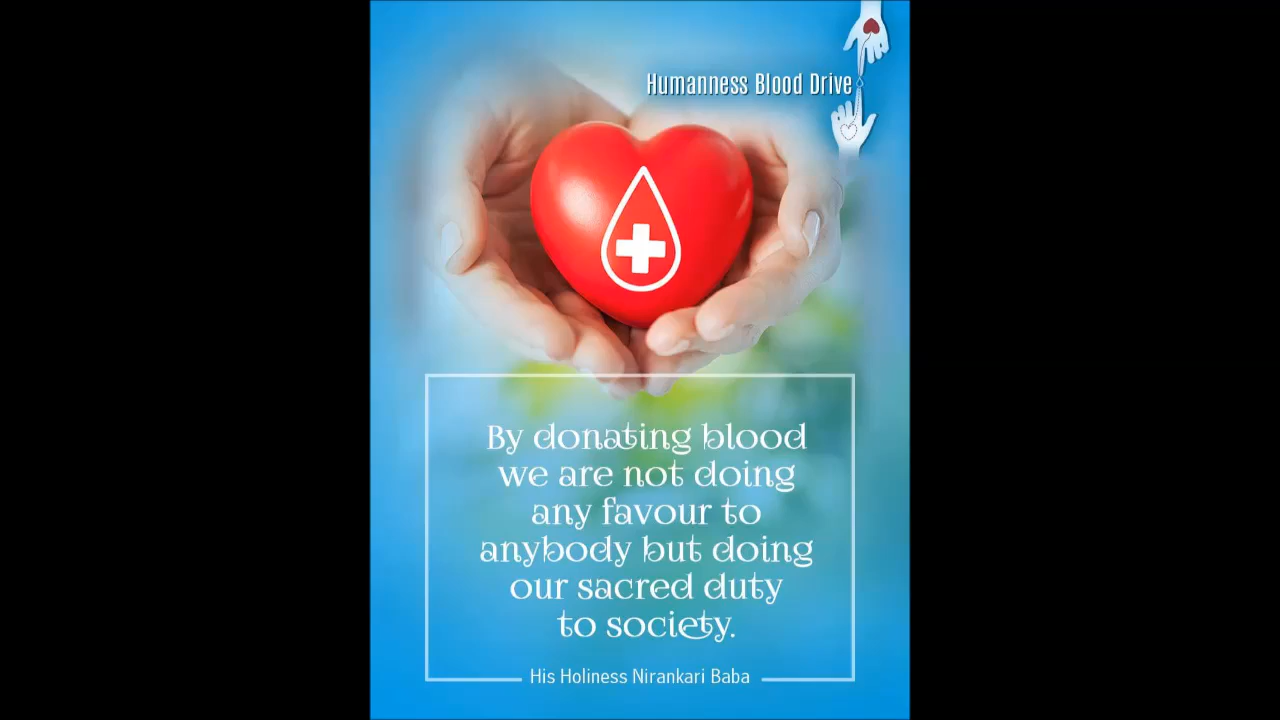 Humanness Blood Drive
By donating blood
we are not doing
any favour to
anybody but doing
our sacred duty
to society.
His Holiness Nirankari Baba